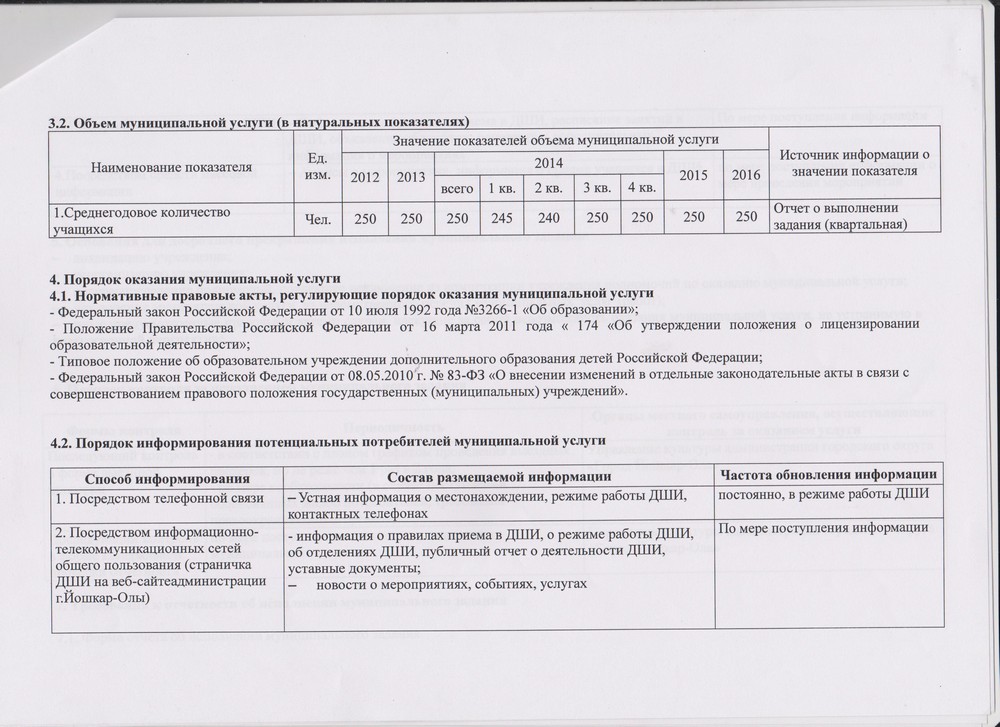 3.2. Объем муниципальной услуги (в натуральных показателях)
Наименование показателя
Ед.
изм.
Значение показателей объема муниципальной услуги
Источник информации о
значении показателя
2012 2013 2014 2015 2016
всего 1 кв. 2 кв. 3 кв. 4 кв.
1.Среднегодовое количество
учащихся
Чел. 250 250 250 245 240 250 250 250 250
Отчет о выполнении
задания (квартальная)
4. Порядок оказания муниципальной услуги
4.1. Нормативные правовые акты, регулирующие порядок оказания муниципальной услуги
- Федеральный закон Российской Федерации от 10 июля 1992 года №3266-1 «Об образовании»;
- Положение Правительства Российской Федерации от 16 марта 2011 года « 174 «Об утверждении положения о лицензировании
образовательной деятельности»;
- Типовое положение об образовательном учреждении дополнительного образования детей Российской Федерации;
- Федеральный закон Российской Федерации от 08.05.2010 г. № 83-ФЗ «О внесении изменений в отдельные законодательные акты в связи с
совершенствованием правового положения государственных (муниципальных) учреждений».
4.2. Порядок информирования потенциальных потребителей муниципальной услуги
Способ информирования
Состав размещаемой информации
Частота обновления информации
1. Посредством телефонной связи
– Устная информация о местонахождении, режиме работы ДШИ,
контактных телефонах
постоянно, в режиме работы ДШИ
2. Посредством информационно-
телекоммуникационных сетей
общего пользования (страничка
ДШИ на веб-сайтеадминистрации
г.Йошкар-Олы)
- информация о правилах приема в ДШИ, о режиме работы ДШИ,
об отделениях ДШИ, публичный отчет о деятельности ДШИ,
уставные документы;
– новости о мероприятиях, событиях, услугах
По мере поступления информации